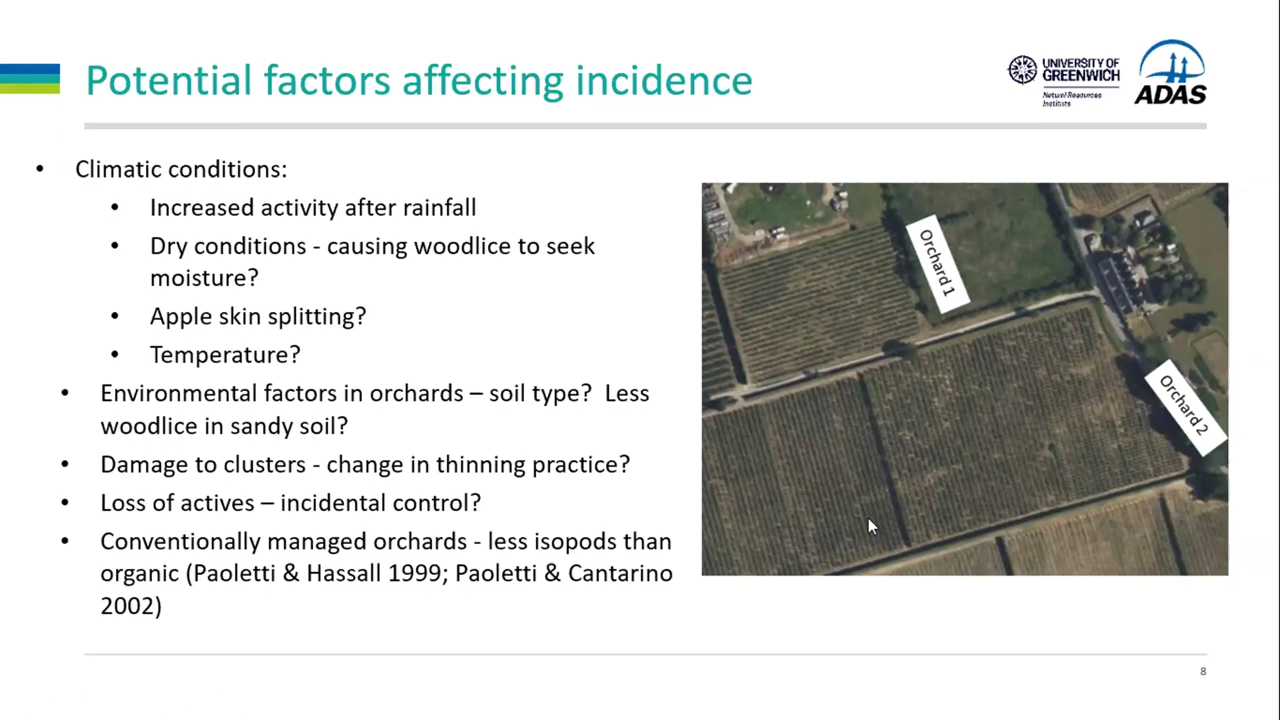 Potential factors affecting incidence
UNIVERSITY OF
GREENWICH
Natural Resources
Institute
ADAS
• Climatic conditions:
• Increased activity after rainfall
• Dry conditions - causing woodlice to seek
moisture?
• Apple skin splitting?
• Temperature?
• Environmental factors in orchards – soil type? Less
woodlice in sandy soil?
• Damage to clusters - change in thinning practice?
• Loss of actives – incidental control?
• Conventionally managed orchards - less isopods than
organic (Paoletti & Hassall 1999; Paoletti & Cantarino
2002)
Orchard 1
Orchard 2
8